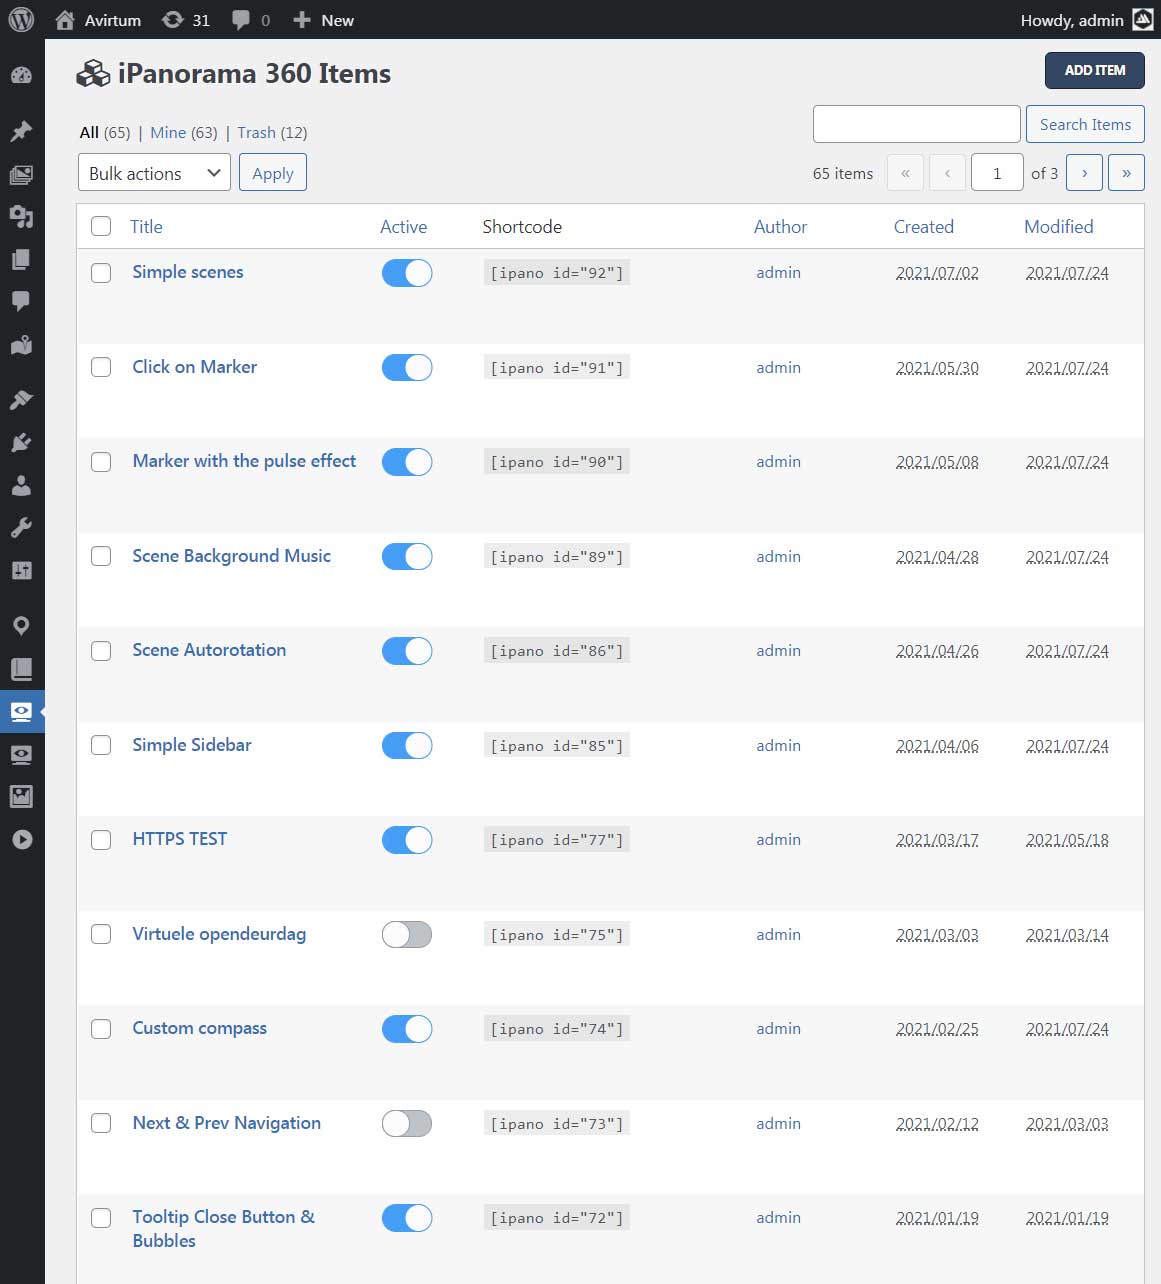 Avirtum 31 0 New Howdy, admin
iPanorama 360 Items ADD ITEM
All (65) | Mine (63) | Trash (12) Search Items
Bulk actions Apply 65 items « ‹ 1 of 3 › »
Title Active Shortcode Author Created Modified
Simple scenes [ipano id="92"] admin 2021/07/02 2021/07/24
Click on Marker [ipano id="91"] admin 2021/05/30 2021/07/24
Marker with the pulse effect [ipano id="90"] admin 2021/05/08 2021/07/24
Scene Background Music [ipano id="89"] admin 2021/04/28 2021/07/24
Scene Autorotation [ipano id="86"] admin 2021/04/26 2021/07/24
Simple Sidebar [ipano id="85"] admin 2021/04/06 2021/07/24
HTTPS TEST [ipano id="77"] admin 2021/03/17 2021/05/18
Virtuele opendeurdag [ipano id="75"] admin 2021/03/03 2021/03/14
Custom compass [ipano id="74"] admin 2021/02/25 2021/07/24
Next & Prev Navigation [ipano id="73"] admin 2021/02/12 2021/03/03
Tooltip Close Button & [ipano id="72"] admin 2021/01/19 2021/01/19
Bubbles